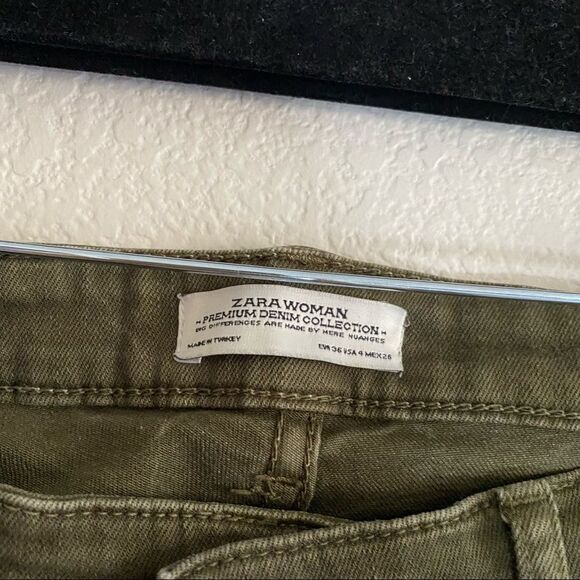 ZARA WOMAN
- PREMIUM DENIM COLLECTION -
BIG DIFFERENCES ARE MADE BY MERE NUANCES
MADE IN TURKEY EUR 36 USA 4 MEX 26